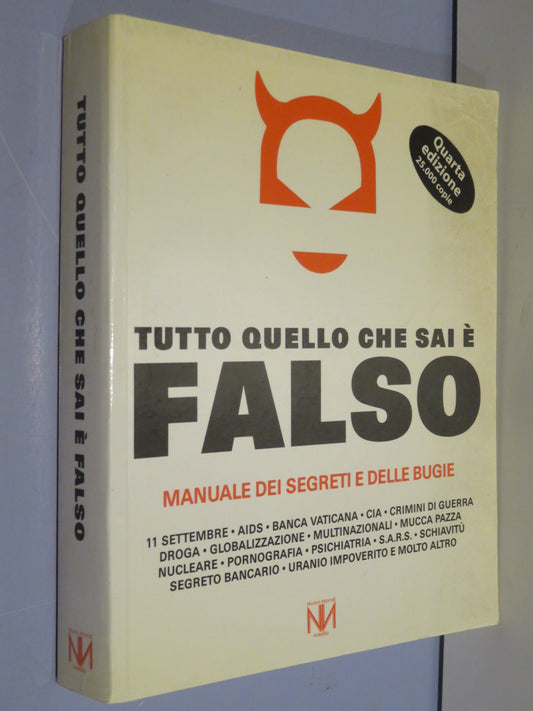 TUTTO QUELLO CHE SAI È FALSO
Quarta
edizione
25.000 copie
TUTTO QUELLO CHE SAI È
FALSO
MANUALE DEI SEGRETI E DELLE BUGIE
11 SETTEMBRE • AIDS • BANCA VATICANA • CIA • CRIMINI DI GUERRA
DROGA • GLOBALIZZAZIONE • MULTINAZIONALI • MUCCA PAZZA
NUCLEARE • PORNOGRAFIA • PSICHIATRIA • S.A.R.S. • SCHIAVITÙ
SEGRETO BANCARIO • URANIO IMPOVERITO E MOLTO ALTRO